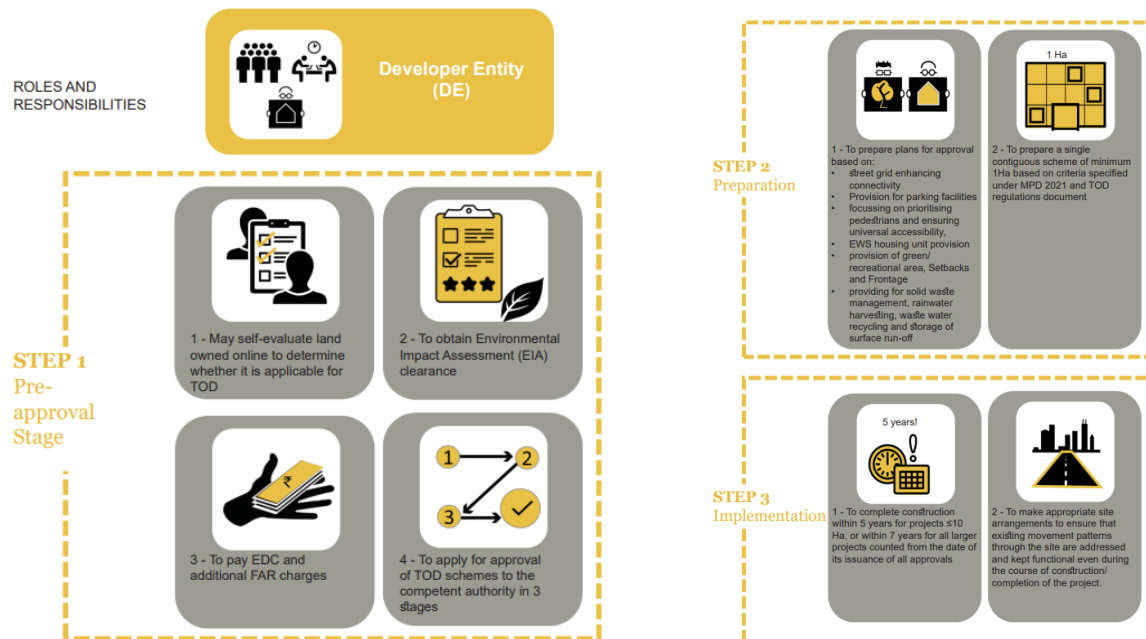 ROLES AND
RESPONSIBILITIES
Developer Entity
(DE)
STEP 1
Pre-
approval
Stage
1 - May self-evaluate land
owned online to determine
whether it is applicable for
TOD
2 - To obtain Environmental
Impact Assessment (EIA)
clearance
₹
3 - To pay EDC and
additional FAR charges
1
2
3
4 - To apply for approval
of TOD schemes to the
competent authority in 3
stages
STEP 2
Preparation
1 - To prepare plans for approval
based on:
• street grid enhancing
connectivity
• Provision for parking facilities
• focussing on prioritising
pedestrians and ensuring
universal accessibility,
• EWS housing unit provision
• provision of green/
recreational area, Setbacks
and Frontage
• providing for solid waste
management, rainwater
harvesting, waste water
recycling and storage of
surface run-off
1 Ha
2 - To prepare a single
contiguous scheme of minimum
1Ha based on criteria specified
under MPD 2021 and TOD
regulations document
STEP 3
Implementation
5 years!
1 - To complete construction
within 5 years for projects ≤10
Ha, or within 7 years for all larger
projects counted from the date of
its issuance of all approvals
2 - To make appropriate site
arrangements to ensure that
existing movement patterns
through the site are addressed
and kept functional even during
the course of construction/
completion of the project.